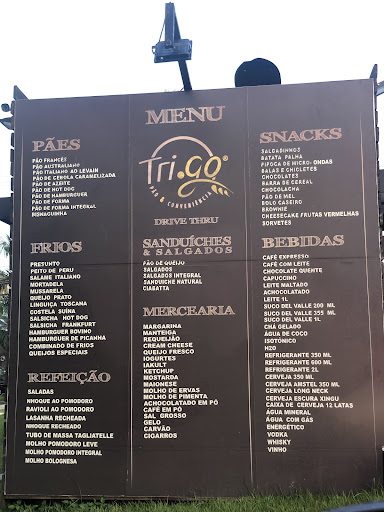 MENU
PÃES
PÃO FRANCÊS
PÃO AUSTRALIANO
PÃO ITALIANO AO LEVAIN
PÃO DE CEBOLA CARAMELIZADA
PÃO DE AZEITE
PÃO DE HOT DOG
PÃO DE HAMBURGUER
PÃO DE FORMA
PÃO DE FORMA INTEGRAL
BISNAGUINHA
FRIOS
PRESUNTO
PEITO DE PERU
SALAME ITALIANO
MORTADELA
MUSSARELA
QUEIJO PRATO
LINGUIÇA TOSCANA
COSTELA SUÍNA
SALSICHA HOT DOG
SALSICHA FRANKFURT
HAMBURGUER BOVINO
HAMBURGUER DE PICANHA
COMBINADO DE FRIOS
QUEIJOS ESPECIAIS
REFEIÇÃO
SALADAS
NHOQUE AO POMODORO
RAVIOLI AO POMODORO
LASANHA RECHEADA
NHOQUE RECHEADO
TUBO DE MASSA TAGLIATELLE
MOLHO POMODORO LEVE
MOLHO POMODORO INTEGRAL
MOLHO BOLOGNESA
Tri.go®
PÃO & CONVENIÊNCIA
DRIVE THRU
SANDUÍCHES
& SALGADOS
PÃO DE QUEIJO
SALGADOS
SALGADOS INTEGRAL
SANDUICHE NATURAL
CIABATTA
MERCEARIA
MARGARINA
MANTEIGA
REQUEIJÃO
CREAM CHEESE
QUEIJO FRESCO
IOGURTES
LAKULT
KETCHUP
MOSTARDA
MAIONESE
MOLHO DE ERVAS
MOLHO DE PIMENTA
ACHOCOLATADO EM PÓ
CAFÉ EM PÓ
SAL GROSSO
GELO
CARVÃO
CIGARROS
SNACKS
SALGADINHOS
BATATA PALHA
PIPOCA DE MICRO-ONDAS
BALAS E CHICLETES
CHOCOLATES
BARRA DE CEREAL
CHOCOLACHA
PÃO DE MEL
BOLO CASEIRO
BROWNIE
CHEESECAKE FRUTAS VERMELHAS
SORVETES
BEBIDAS
CAFÉ EXPRESSO
CAFÉ COM LEITE
CHOCOLATE QUENTE
CAPUCCINO
LEITE MALTADO
ACHOCOLATADO
LEITE 1L
SUCO DEL VALLE 200 ML
SUCO DEL VALLE 355 ML
SUCO DEL VALLE 1L
CHÁ GELADO
ÁGUA DE COCO
ISOTÔNICO
H2O
REFRIGERANTE 350 ML
REFRIGERANTE 600 ML
REFRIGERANTE 2L
CERVEJA 350 ML
CERVEJA AMSTEL 350 ML
CERVEJA LONG NECK
CERVEJA ESCURA XINGU
CAIXA DE CERVEJA 12 LATAS
ÁGUA MINERAL
ÁGUA COM GÁS
ENERGÉTICO
VODKA
WHISKY
VINHO